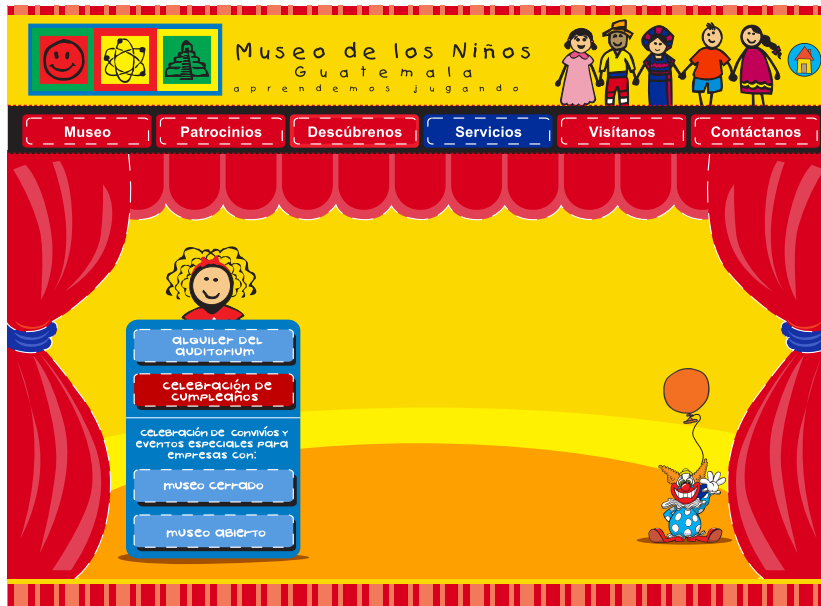 Museo de los Niños
Guatemala
aprendemos jugando
Museo
Patrocinios
Descúbrenos
Servicios
Visítanos
Contáctanos
alquiler del
auditorium
celebración de
cumpleaños
celebración de convivíos y
eventos especiales para
empresas con:
museo cerrado
museo abierto